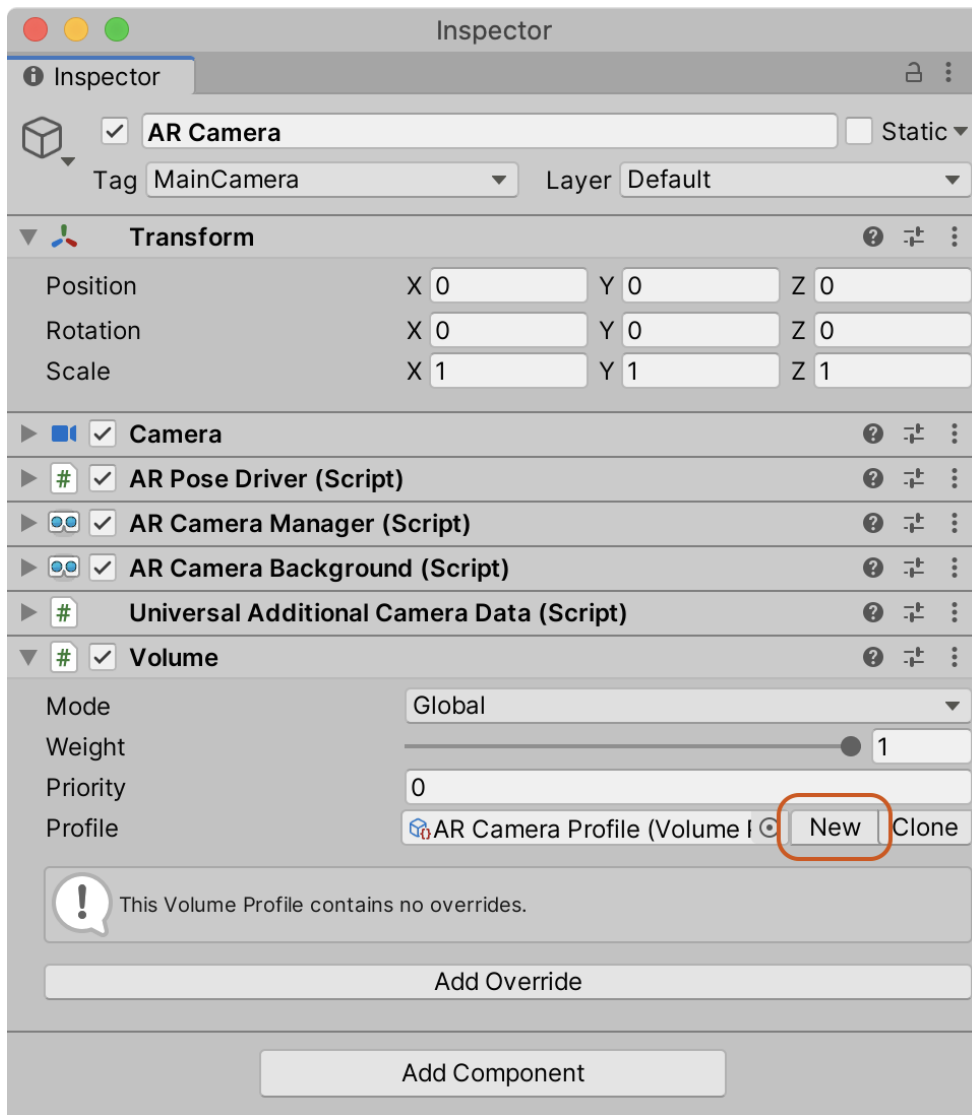 Inspector
Inspector
AR Camera Static
Tag MainCamera Layer Default
Transform
Position X 0 Y 0 Z 0
Rotation X 0 Y 0 Z 0
Scale X 1 Y 1 Z 1
Camera
# AR Pose Driver (Script)
AR Camera Manager (Script)
AR Camera Background (Script)
# Universal Additional Camera Data (Script)
# Volume
Mode Global
Weight 1
Priority 0
Profile AR Camera Profile (Volume New Clone
This Volume Profile contains no overrides.
Add Override
Add Component